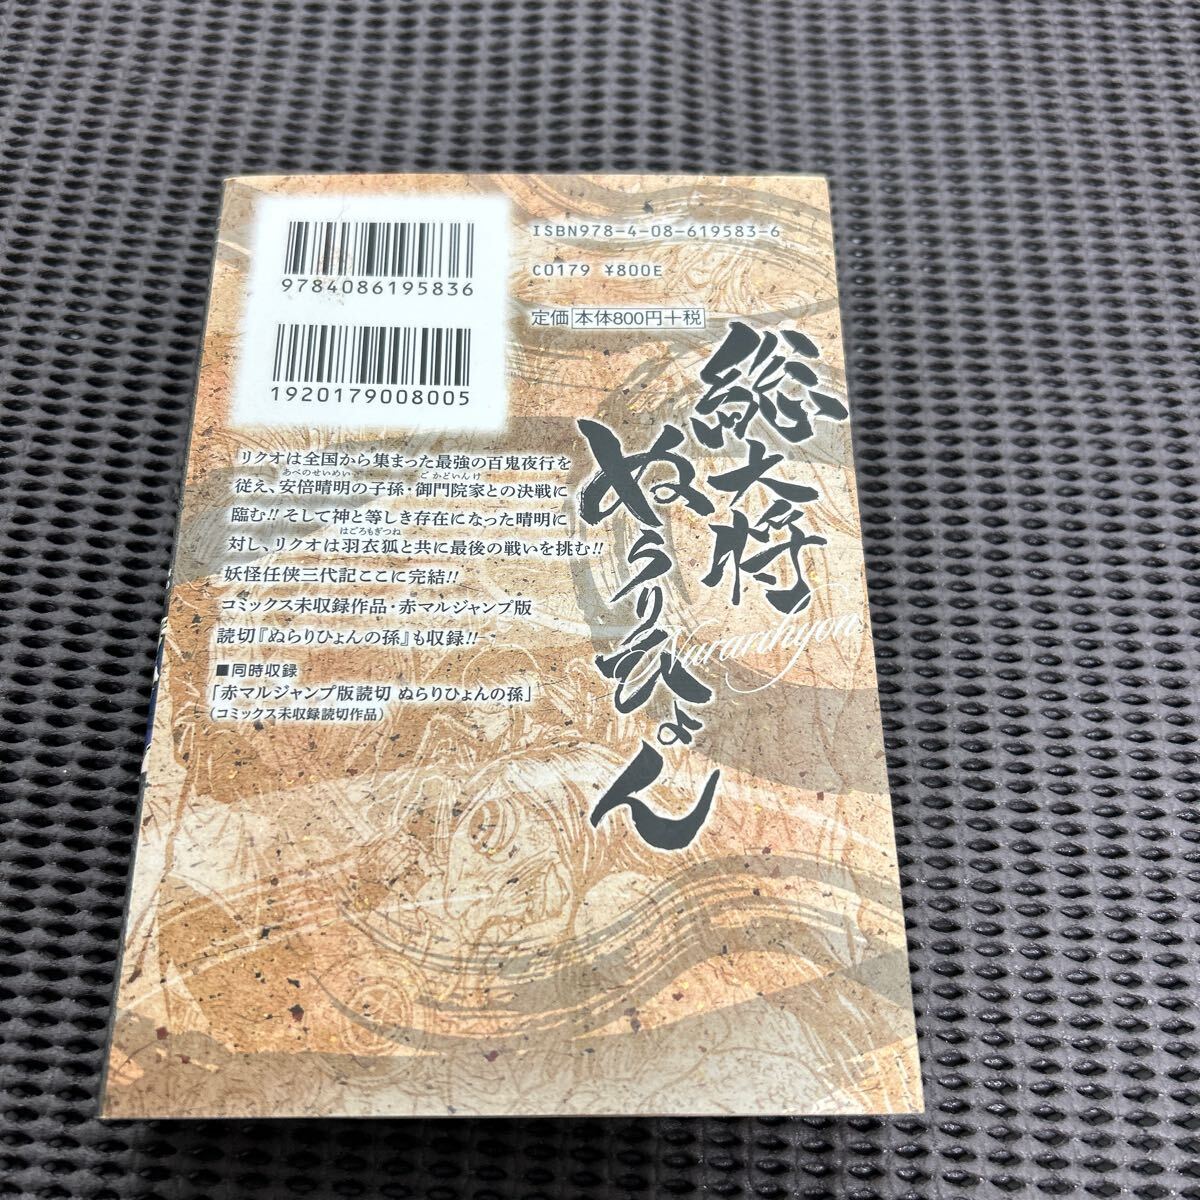 9784086195836
1920179008005
ISBN978-4-08-619583-6
C0179 ¥800E
定価 本体800円+税
総大将
ぬらりひょん
Nurarihyon
リクオは全国から集まった最強の百鬼夜行を
あべのせいめい ごかどいんけ
従え、安倍晴明の子孫・御門院家との決戦に
臨む!! そして神と等しき存在になった晴明に
はごろもぎつね
対し、リクオは羽衣狐と共に最後の戦いを挑む!!
妖怪任侠三代記ここに完結!!
コミックス未収録作品・赤マルジャンプ版
読切『ぬらりひょんの孫』も収録!!
■同時収録
「赤マルジャンプ版読切 ぬらりひょんの孫」
(コミックス未収録読切作品)